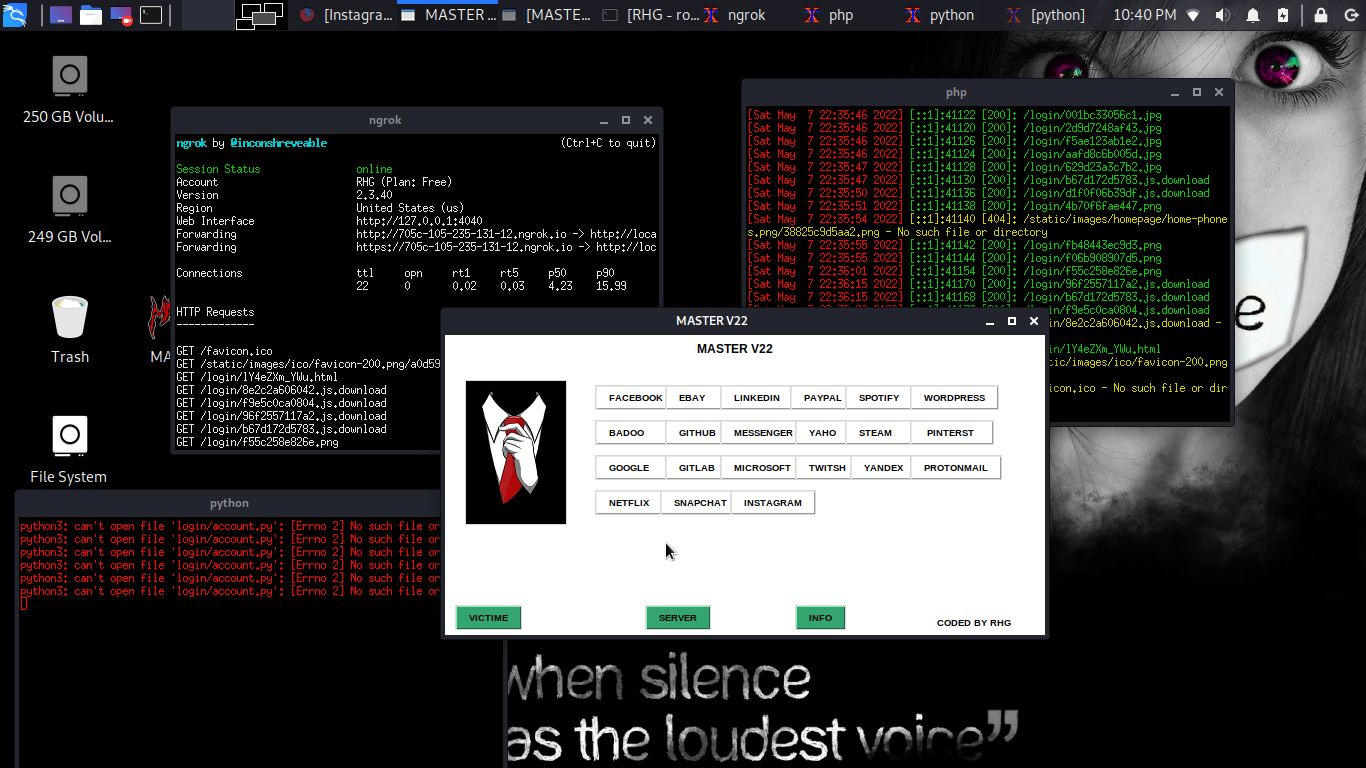 [Instagra...
MASTER ...
[MASTE...
[RHG - ro...
ngrok
php
python
[python]
10:40 PM
250 GB Volu...
249 GB Vol...
Trash
MA
File System
ngrok
ngrok by @inconshreveable (Ctrl+C to quit)
Session Status online
Account RHG (Plan: Free)
Version 2.3.40
Region United States (us)
Web Interface http://127.0.0.1:4040
Forwarding http://705c-105-235-131-12.ngrok.io -> http://loca
Forwarding https://705c-105-235-131-12.ngrok.io -> http://loc
Connections ttl opn rt1 rt5 p50 p90
22 0 0.02 0.03 4.23 15.99
HTTP Requests
-------------
GET /favicon.ico
GET /static/images/ico/favicon-200.png/a0d59
GET /login/lY4eZXm_YWu.html
GET /login/8e2c2a606042.js.download
GET /login/f9e5c0ca0804.js.download
GET /login/96f2557117a2.js.download
GET /login/b67d172d5783.js.download
GET /login/f55c258e826e.png
php
[Sat May  7 22:35:46 2022] [::1]:41122 [200]: /login/001bc33056c1.jpg
[Sat May  7 22:35:46 2022] [::1]:41120 [200]: /login/2d9d7248af43.jpg
[Sat May  7 22:35:46 2022] [::1]:41126 [200]: /login/f5ae123ab1e2.jpg
[Sat May  7 22:35:46 2022] [::1]:41124 [200]: /login/aafd8c6b005d.jpg
[Sat May  7 22:35:47 2022] [::1]:41128 [200]: /login/629d23a3c7b2.jpg
[Sat May  7 22:35:47 2022] [::1]:41130 [200]: /login/b67d172d5783.js.download
[Sat May  7 22:35:50 2022] [::1]:41136 [200]: /login/d1f0f06b39df.js.download
[Sat May  7 22:35:51 2022] [::1]:41138 [200]: /login/4b70f6fae447.png
[Sat May  7 22:35:54 2022] [::1]:41140 [404]: /static/images/homepage/home-phone
s.png/38825c9d5aa2.png - No such file or directory
[Sat May  7 22:35:55 2022] [::1]:41142 [200]: /login/fb48443ec9d3.png
[Sat May  7 22:35:55 2022] [::1]:41144 [200]: /login/f06b908907d5.png
[Sat May  7 22:36:01 2022] [::1]:41154 [200]: /login/f55c258e826e.png
[Sat May  7 22:36:15 2022] [::1]:41170 [200]: /login/96f2557117a2.js.download
[Sat May  7 22:36:15 2022] [::1]:41168 [200]: /login/b67d172d5783.js.download
in/f9e5c0ca0804.js.download
in/8e2c2a606042.js.download -
in/lY4eZXm_YWu.html
tic/images/ico/favicon-200.png
icon.ico - No such file or dir
python
python3: can't open file 'login/account.py': [Errno 2] No such file or
python3: can't open file 'login/account.py': [Errno 2] No such file or
python3: can't open file 'login/account.py': [Errno 2] No such file or
python3: can't open file 'login/account.py': [Errno 2] No such file or
python3: can't open file 'login/account.py': [Errno 2] No such file or
python3: can't open file 'login/account.py': [Errno 2] No such file or
MASTER V22
MASTER V22
FACEBOOK EBAY LINKEDIN PAYPAL SPOTIFY WORDPRESS
BADOO GITHUB MESSENGER YAHO STEAM PINTERST
GOOGLE GITLAB MICROSOFT TWITSH YANDEX PROTONMAIL
NETFLIX SNAPCHAT INSTAGRAM
VICTIME SERVER INFO
CODED BY RHG
e
when silence
as the loudest voice”